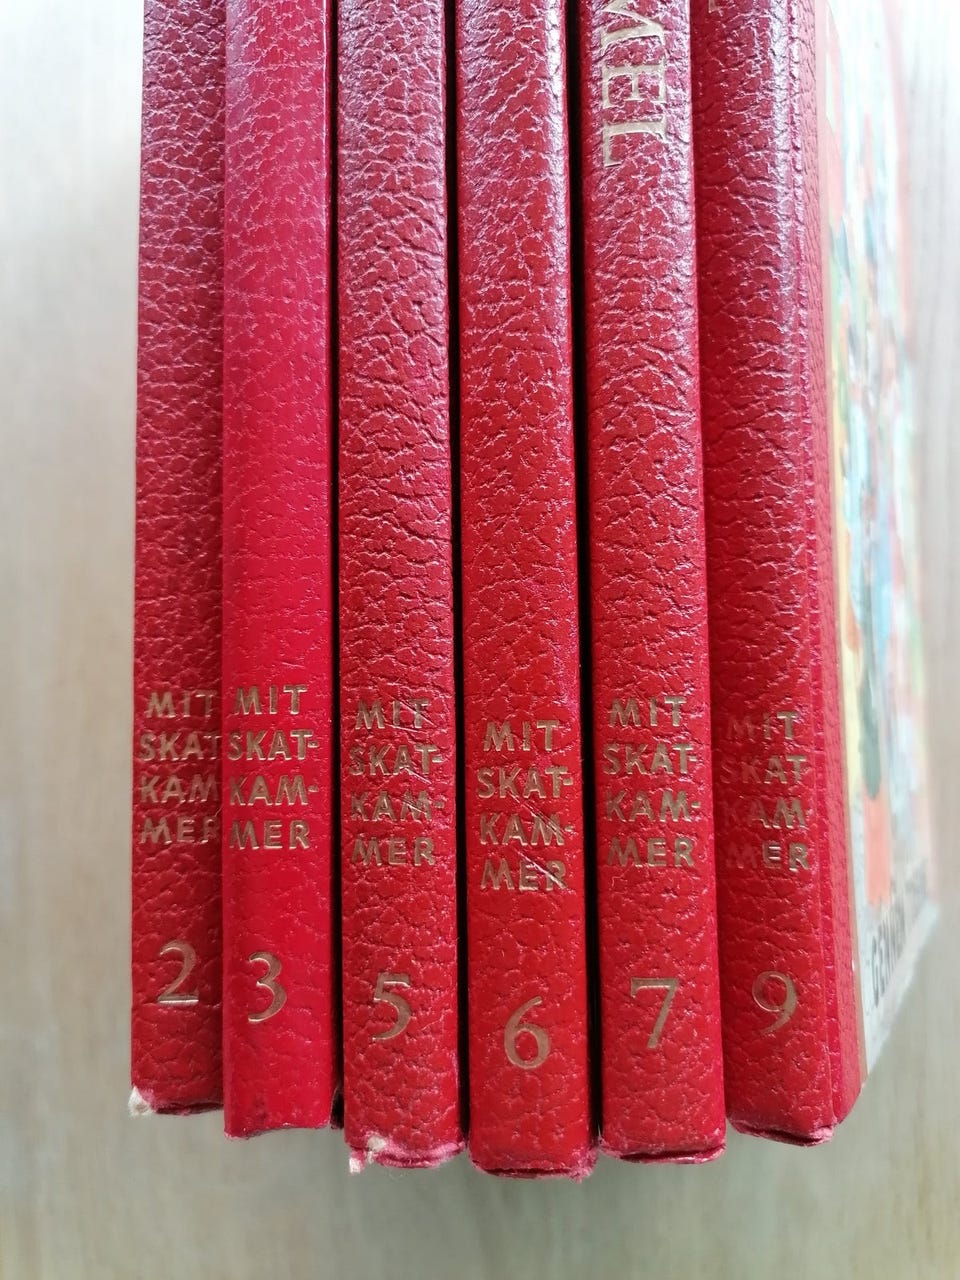 MIT
SKAT
KAM
MER
2
MIT
SKAT-
KAM-
MER
3
MIT
SKAT-
KAM-
MER
5
MIT
SKAT-
KAM-
MER
6
MEL
MIT
SKAT-
KAM-
MER
7
MIT
SKAT
KAM
MER
9